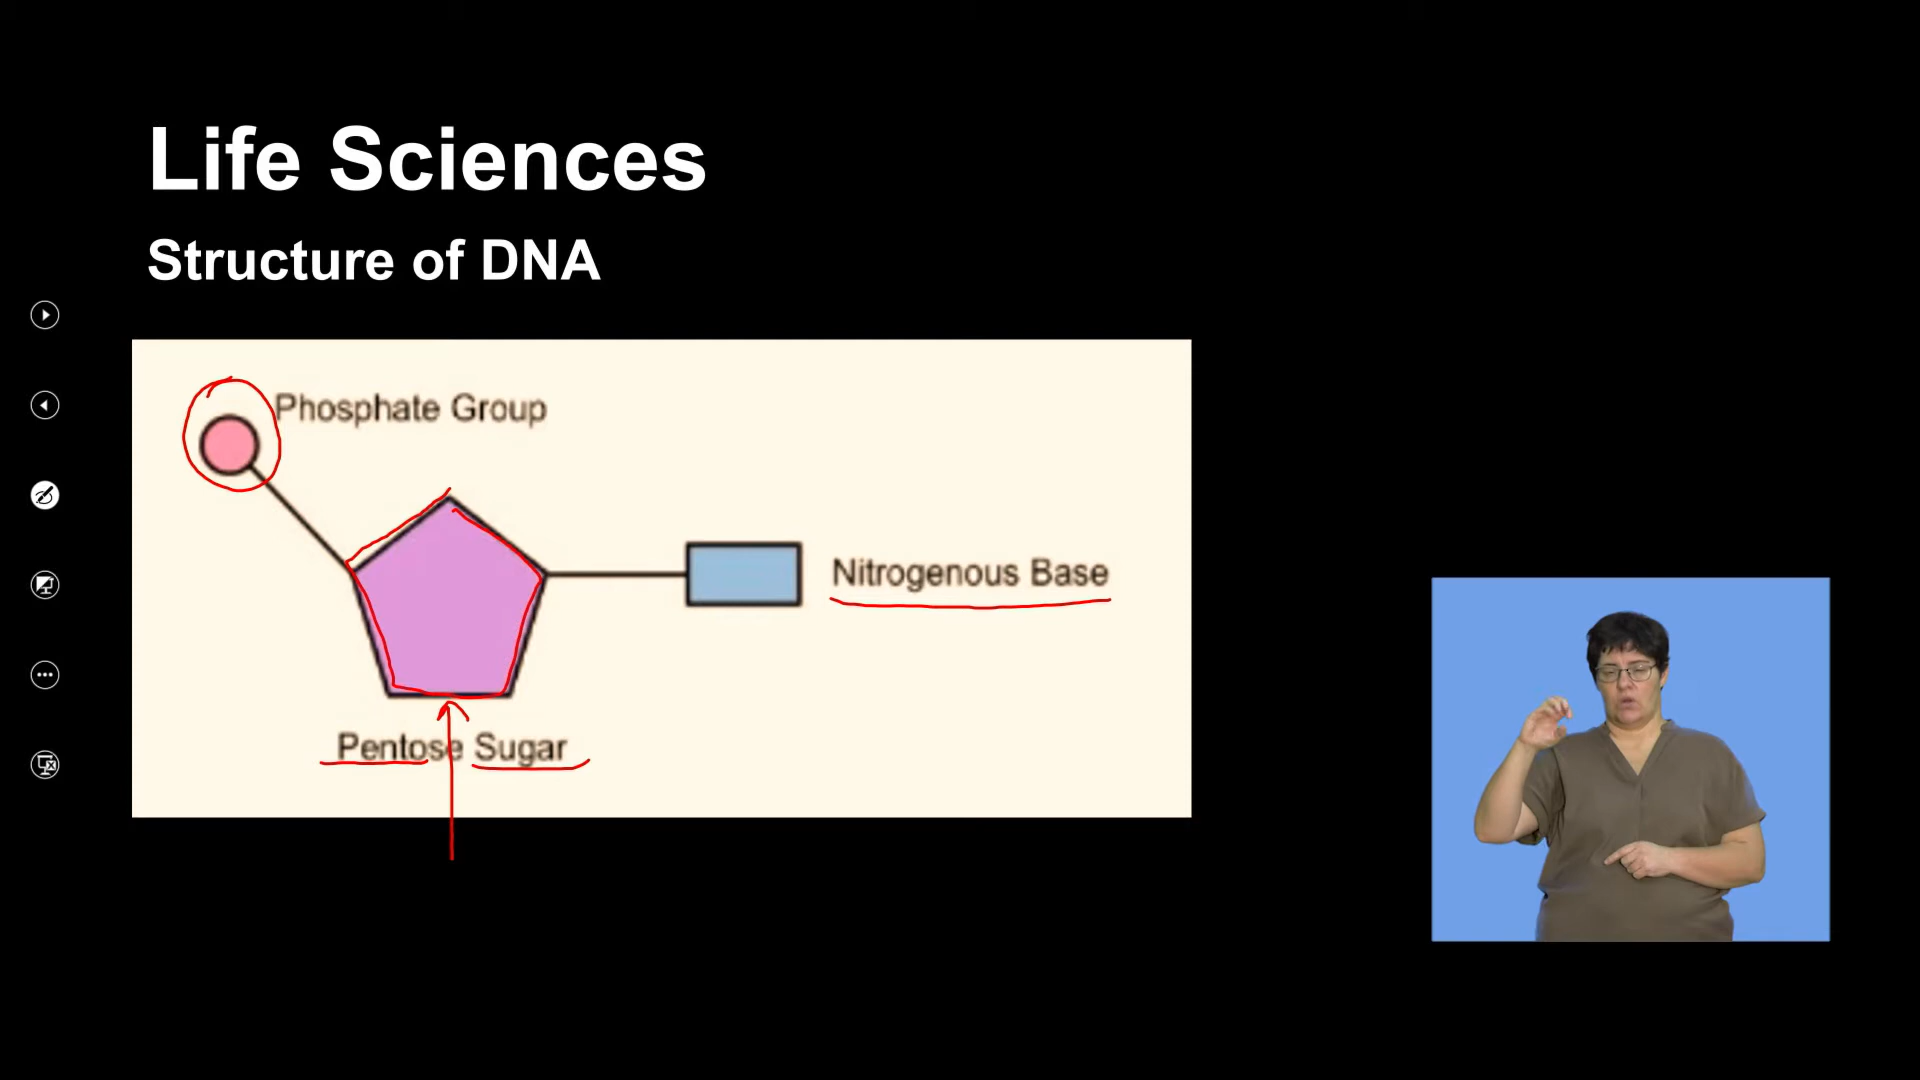 Life Sciences
Structure of DNA
Phosphate Group
Nitrogenous Base
Pentose Sugar